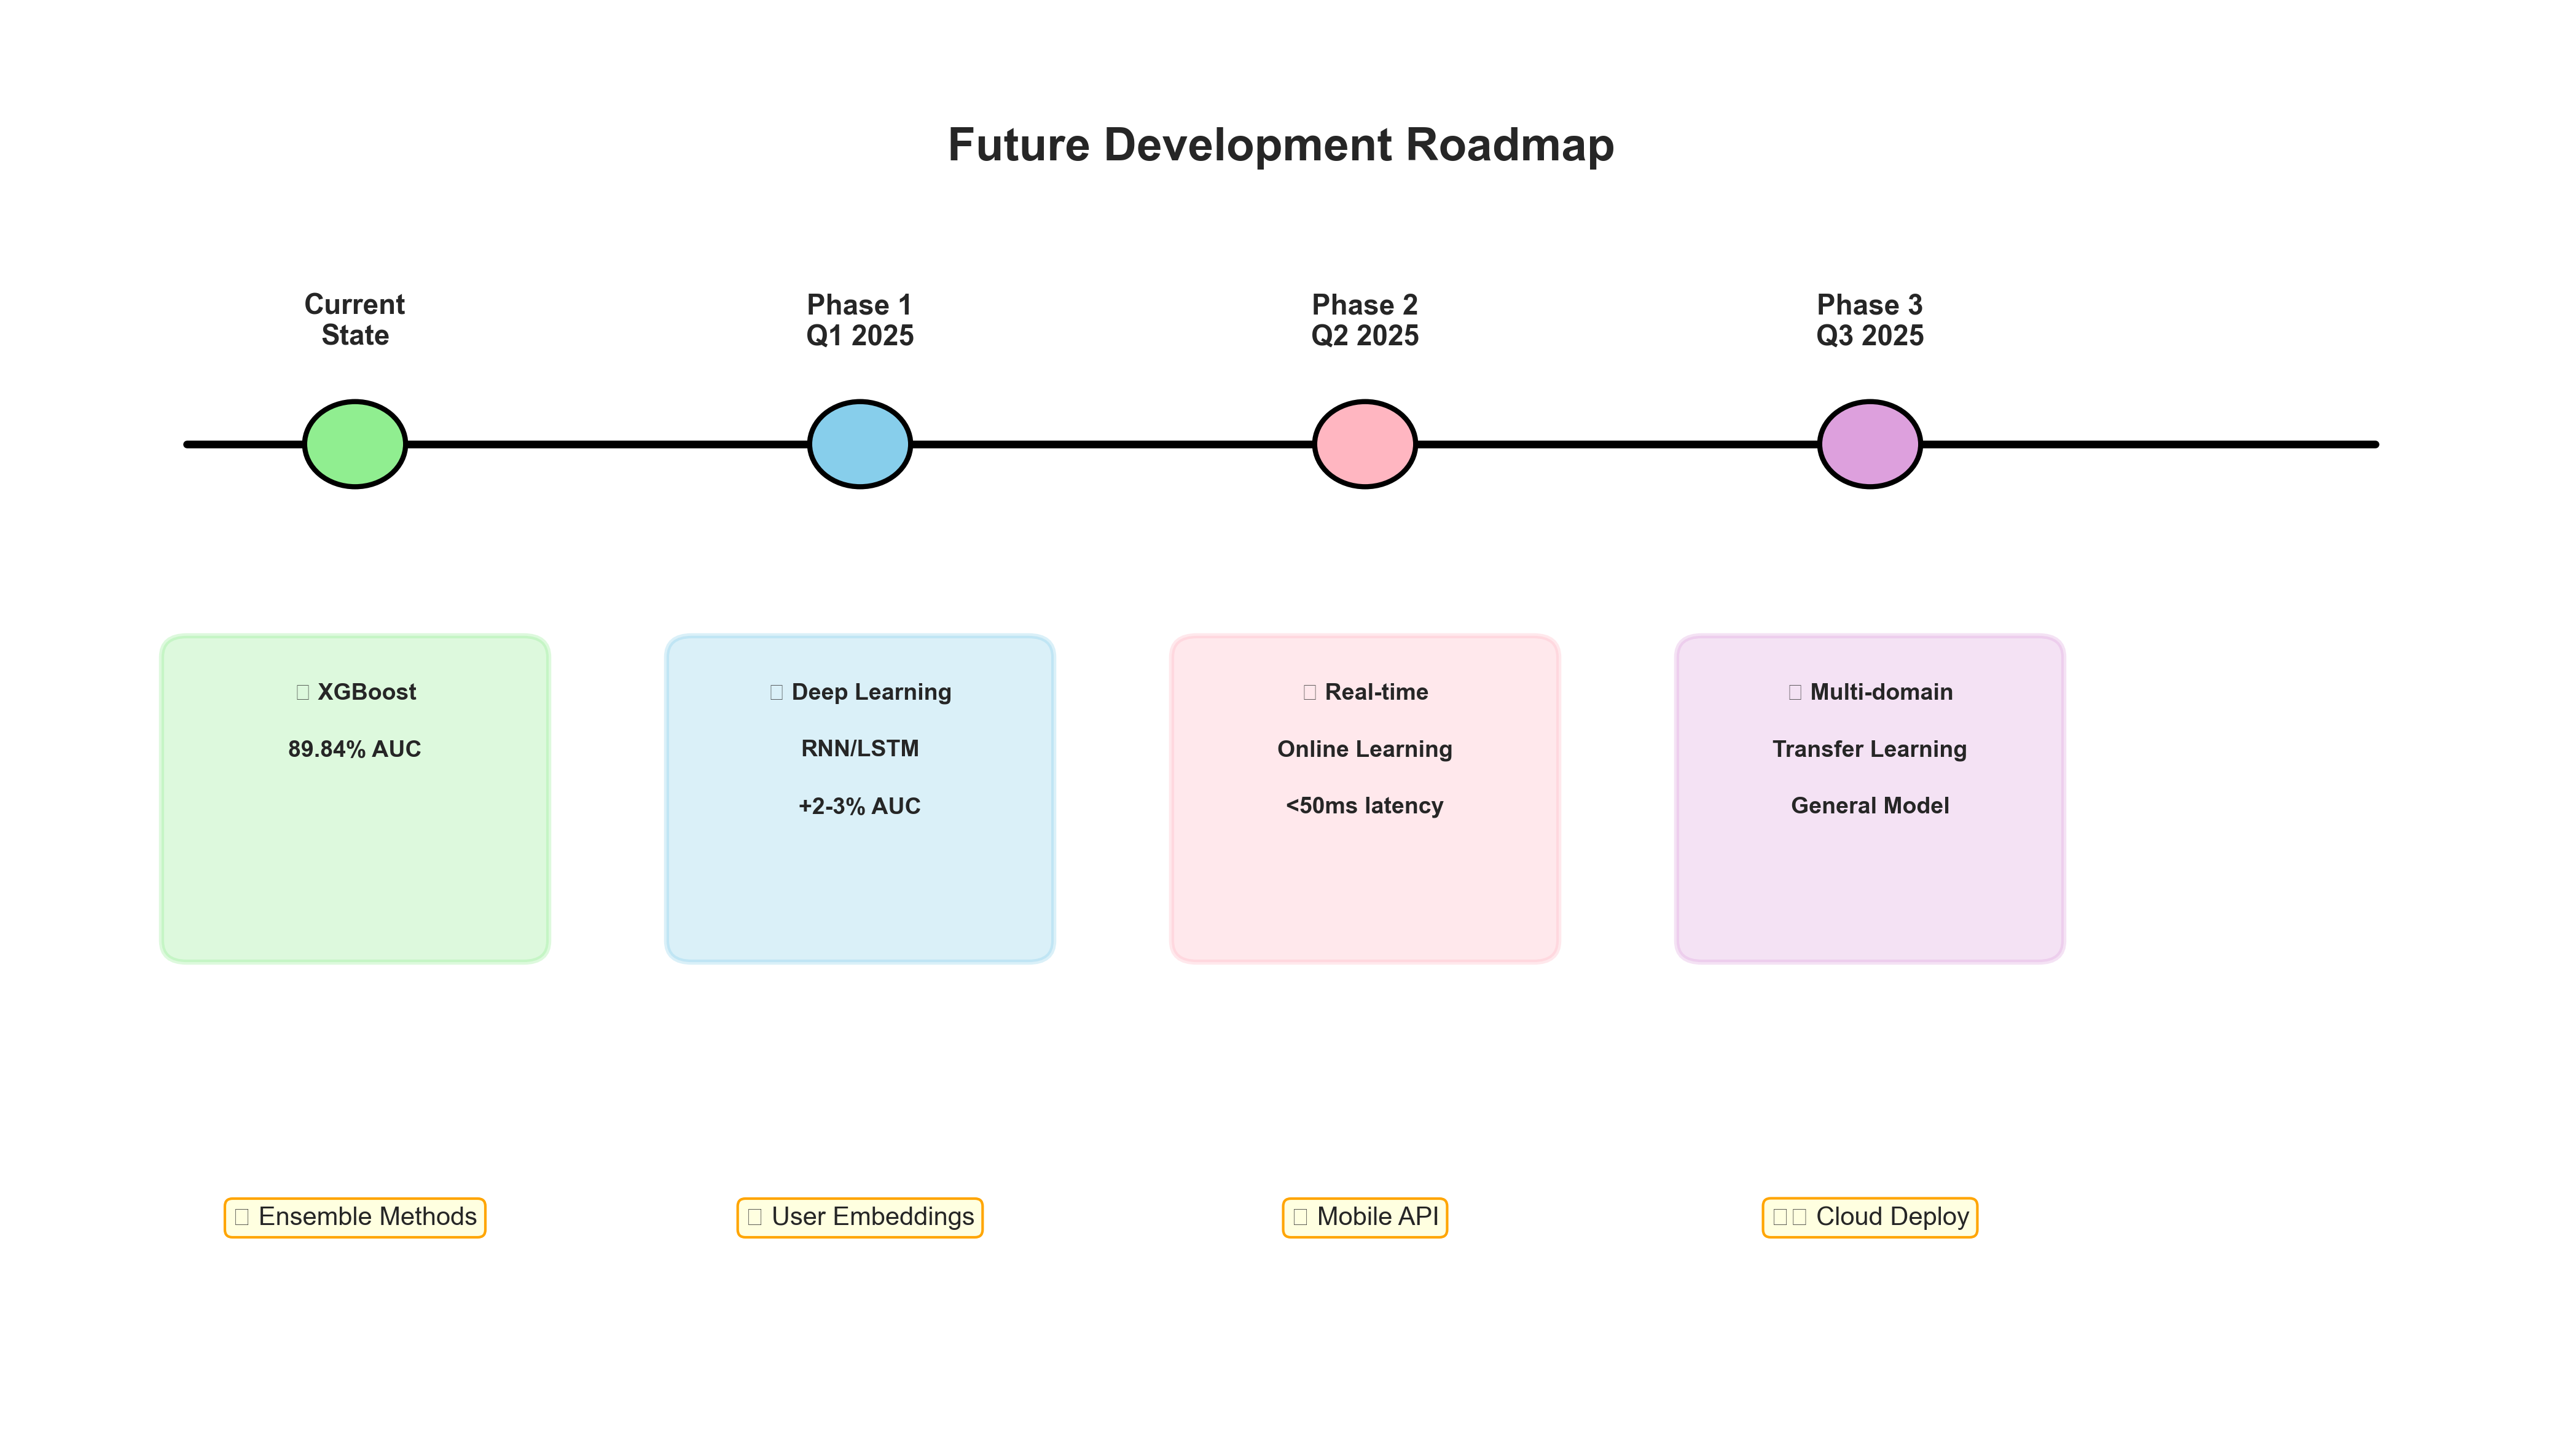 Future Development Roadmap
Current
State
Phase 1
Q1 2025
Phase 2
Q2 2025
Phase 3
Q3 2025
XGBoost
89.84% AUC
Deep Learning
RNN/LSTM
+2-3% AUC
Real-time
Online Learning
<50ms latency
Multi-domain
Transfer Learning
General Model
Ensemble Methods
User Embeddings
Mobile API
Cloud Deploy